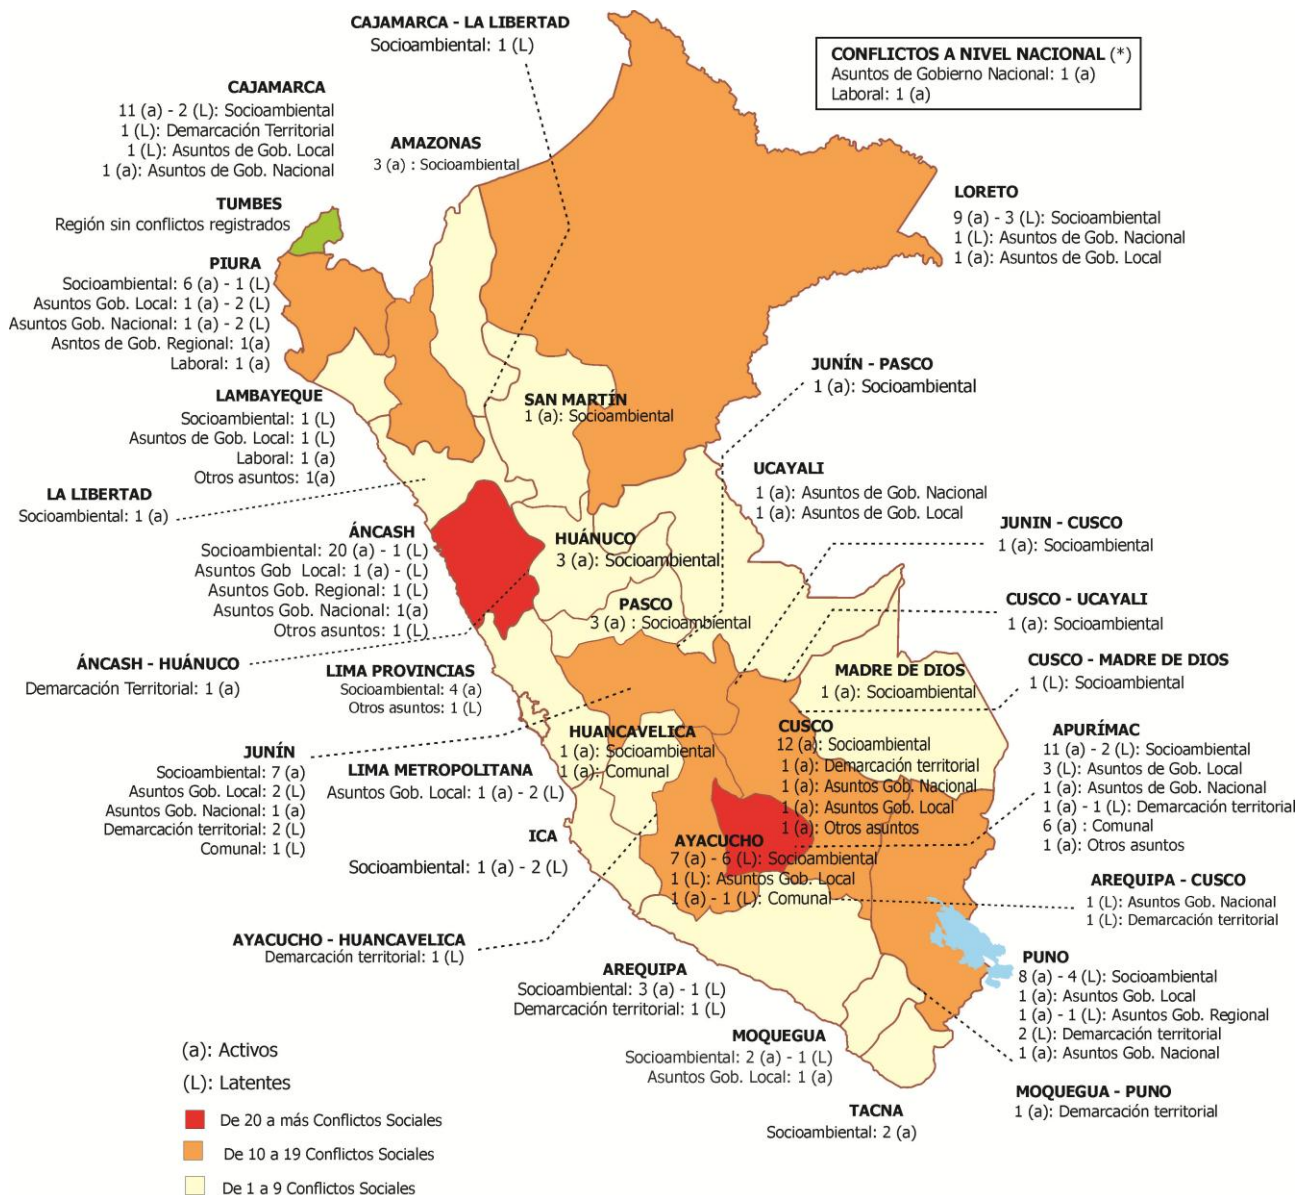 CAJAMARCA - LA LIBERTAD
Socioambiental: 1 (L)
CONFLICTOS A NIVEL NACIONAL (*)
Asuntos de Gobierno Nacional: 1 (a)
Laboral: 1 (a)
CAJAMARCA
11 (a) - 2 (L): Socioambiental
1 (L): Demarcación Territorial
1 (L): Asuntos de Gob. Local
1 (a): Asuntos de Gob. Nacional
AMAZONAS
3 (a) : Socioambiental
LORETO
9 (a) - 3 (L): Socioambiental
1 (L): Asuntos de Gob. Nacional
1 (a): Asuntos de Gob. Local
TUMBES
Región sin conflictos registrados
PIURA
Socioambiental: 6 (a) - 1 (L)
Asuntos Gob. Local: 1 (a) - 2 (L)
Asuntos Gob. Nacional: 1 (a) - 2 (L)
Asntos de Gob. Regional: 1(a)
Laboral: 1 (a)
JUNÍN - PASCO
1 (a): Socioambiental
LAMBAYEQUE
Socioambiental: 1 (L)
Asuntos de Gob. Local: 1 (L)
Laboral: 1 (a)
Otros asuntos: 1(a)
SAN MARTÍN
1 (a): Socioambiental
UCAYALI
1 (a): Asuntos de Gob. Nacional
1 (a): Asuntos de Gob. Local
LA LIBERTAD
Socioambiental: 1 (a)
JUNIN - CUSCO
1 (a): Socioambiental
ÁNCASH
Socioambiental: 20 (a) - 1 (L)
Asuntos Gob  Local: 1 (a) - (L)
Asuntos Gob. Regional: 1 (L)
Asuntos Gob. Nacional: 1(a)
Otros asuntos: 1 (L)
HUÁNUCO
3 (a): Socioambiental
PASCO
3 (a) : Socioambiental
CUSCO - UCAYALI
1 (a): Socioambiental
ÁNCASH - HUÁNUCO
Demarcación Territorial: 1 (a)
LIMA PROVINCIAS
Socioambiental: 4 (a)
Otros asuntos: 1 (L)
MADRE DE DIOS
1 (a): Socioambiental
CUSCO - MADRE DE DIOS
1 (L): Socioambiental
JUNÍN
Socioambiental: 7 (a)
Asuntos Gob. Local: 2 (L)
Asuntos Gob. Nacional: 1 (a)
Demarcación territorial: 2 (L)
Comunal: 1 (L)
HUANCAVELICA
1 (a): Socioambiental
1 (a): Comunal
LIMA METROPOLITANA
Asuntos Gob. Local: 1 (a) - 2 (L)
CUSCO
12 (a): Socioambiental
1 (a): Demarcación territorial
1 (a): Asuntos Gob. Nacional
1 (a): Asuntos Gob. Local
1 (a): Otros asuntos
APURÍMAC
11 (a) - 2 (L): Socioambiental
3 (L): Asuntos de Gob. Local
1 (a): Asuntos de Gob. Nacional
1 (a) - 1 (L): Demarcación territorial
6 (a) : Comunal
1 (a): Otros asuntos
ICA
Socioambiental: 1 (a) - 2 (L)
AYACUCHO
7 (a) - 6 (L): Socioambiental
1 (L): Asuntos Gob. Local
1 (a) - 1 (L): Comunal
AREQUIPA - CUSCO
1 (L): Asuntos Gob. Nacional
1 (L): Demarcación territorial
AYACUCHO - HUANCAVELICA
Demarcación territorial: 1 (L)
AREQUIPA
Socioambiental: 3 (a) - 1 (L)
Demarcación territorial: 1 (L)
PUNO
8 (a) - 4 (L): Socioambiental
1 (a): Asuntos Gob. Local
1 (a) - 1 (L): Asuntos Gob. Regional
2 (L): Demarcación territorial
1 (a): Asuntos Gob. Nacional
MOQUEGUA
Socioambiental: 2 (a) - 1 (L)
Asuntos Gob. Local: 1 (a)
MOQUEGUA - PUNO
1 (a): Demarcación territorial
TACNA
Socioambiental: 2 (a)
(a): Activos
(L): Latentes
De 20 a más Conflictos Sociales
De 10 a 19 Conflictos Sociales
De 1 a 9 Conflictos Sociales